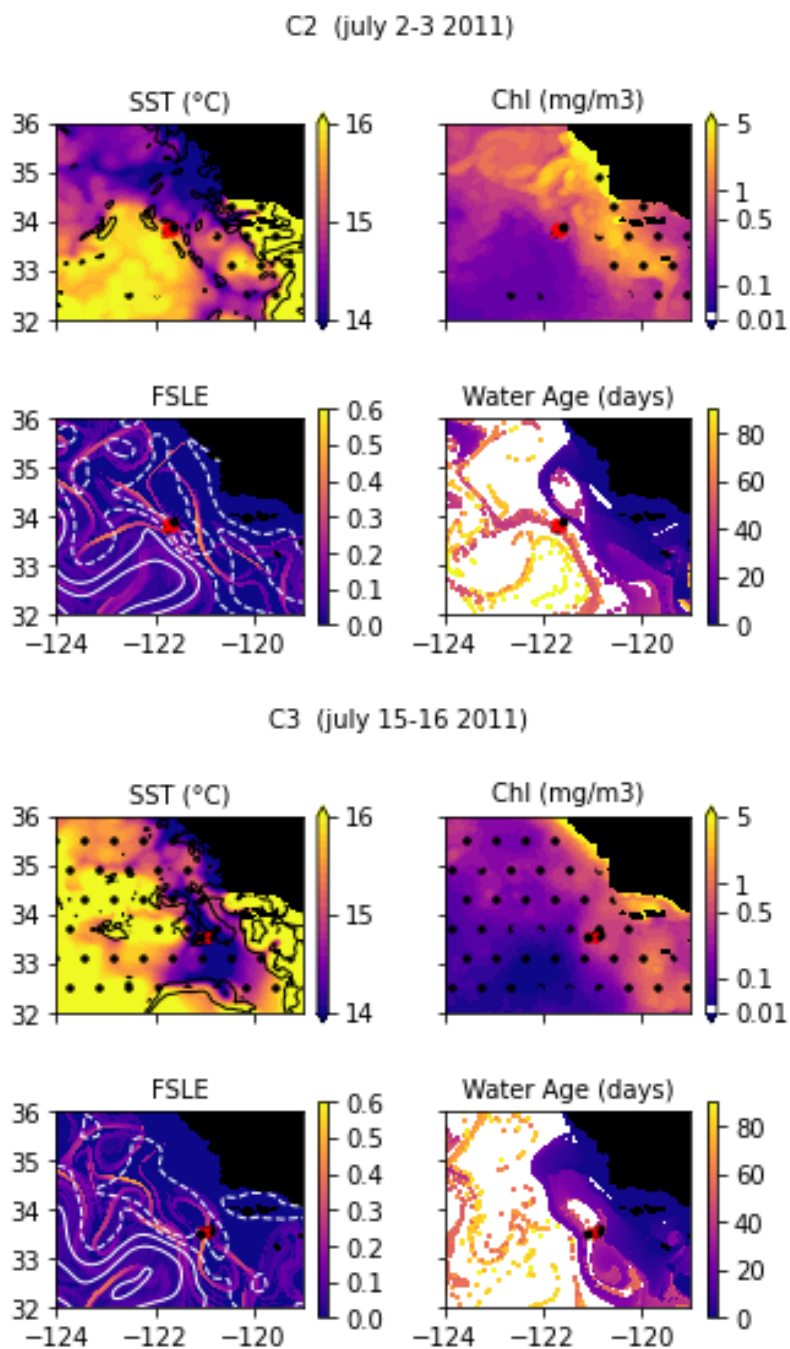 C2 (july 2-3 2011)
SST (°C) Chl (mg/m3)
36 16 5
35 1
34 15 0.5
33 0.1
32 14 0.01
FSLE Water Age (days)
36 0.6
35 0.5 80
0.4 60
34 0.3 40
33 0.2 20
0.1
32 0.0 0
−124 −122 −120 −124 −122 −120
C3 (july 15-16 2011)
SST (°C) Chl (mg/m3)
36 16 5
35 1
34 15 0.5
33 0.1
32 14 0.01
FSLE Water Age (days)
36 0.6
35 0.5 80
0.4 60
34 0.3 40
33 0.2 20
0.1
32 0.0 0
−124 −122 −120 −124 −122 −120